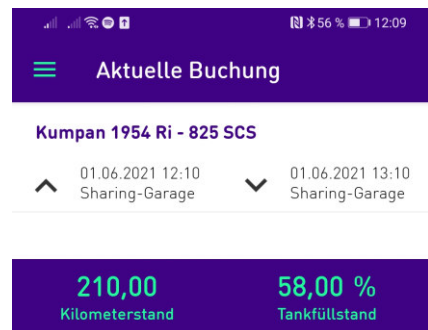 56 % 12:09
Aktuelle Buchung
Kumpan 1954 Ri - 825 SCS
01.06.2021 12:10
Sharing-Garage
01.06.2021 13:10
Sharing-Garage
210,00
Kilometerstand
58,00 %
Tankfüllstand